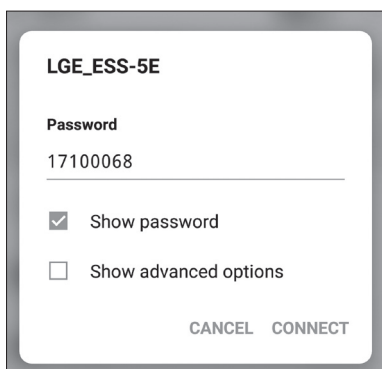 LGE_ESS-5E
Password
17100068
Show password
Show advanced options
CANCEL CONNECT